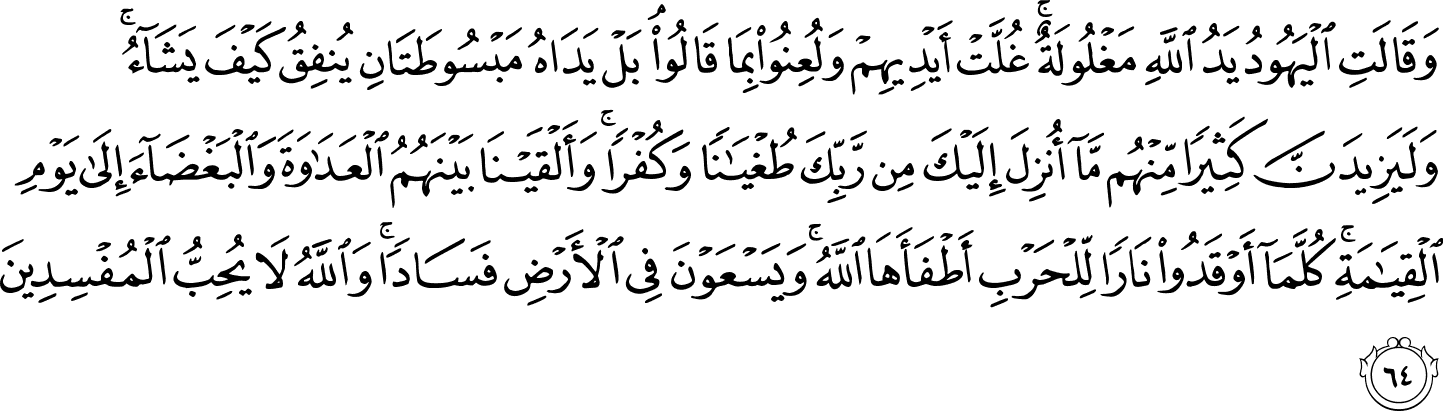 وَقَالَتِ ٱلْيَهُودُ يَدُ ٱللَّهِ مَغْلُولَةٌ ۚ غُلَّتْ أَيْدِيهِمْ وَلُعِنُوا۟ بِمَا قَالُوا۟ ۘ بَلْ يَدَاهُ مَبْسُوطَتَانِ يُنفِقُ كَيْفَ يَشَآءُ ۚ
وَلَيَزِيدَنَّ كَثِيرًا مِّنْهُم مَّآ أُنزِلَ إِلَيْكَ مِن رَّبِّكَ طُغْيَـٰنًا وَكُفْرًا ۚ وَأَلْقَيْنَا بَيْنَهُمُ ٱلْعَدَٰوَةَ وَٱلْبَغْضَآءَ إِلَىٰ يَوْمِ
ٱلْقِيَـٰمَةِ ۚ كُلَّمَآ أَوْقَدُوا۟ نَارًا لِّلْحَرْبِ أَطْفَأَهَا ٱللَّهُ ۚ وَيَسْعَوْنَ فِى ٱلْأَرْضِ فَسَادًا ۚ وَٱللَّهُ لَا يُحِبُّ ٱلْمُفْسِدِينَ
٦٤